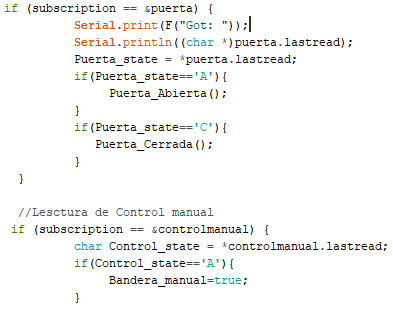 if (subscription == &puerta) {
Serial.print(F("Got: "));
Serial.println((char *)puerta.lastread);
Puerta_state = *puerta.lastread;
if(Puerta_state=='A'){
Puerta_Abierta();
}
if(Puerta_state=='C'){
Puerta_Cerrada();
}
}
//Lesctura de Control manual
if (subscription == &controlmanual) {
char Control_state = *controlmanual.lastread;
if(Control_state=='A'){
Bandera_manual=true;
}